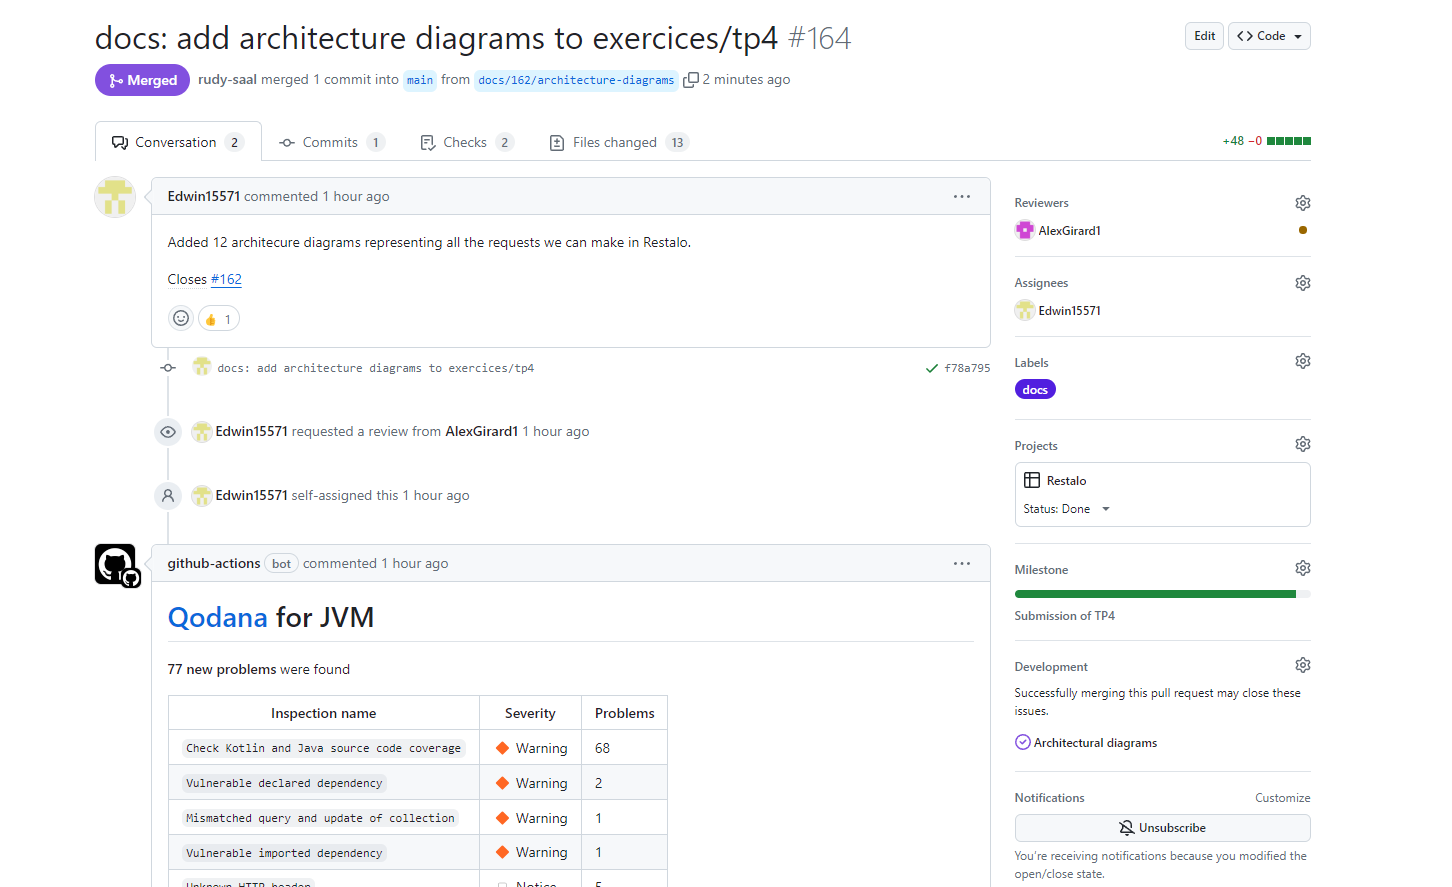 docs: add architecture diagrams to exercices/tp4 #164
Edit
Code
Merged
rudy-saal merged 1 commit into main from docs/162/architecture-diagrams 2 minutes ago
Conversation 2
Commits 1
Checks 2
Files changed 13
+48 −0
Edwin15571 commented 1 hour ago
Added 12 architecure diagrams representing all the requests we can make in Restalo.
Closes #162
👍 1
docs: add architecture diagrams to exercices/tp4
f78a795
Edwin15571 requested a review from AlexGirard1 1 hour ago
Edwin15571 self-assigned this 1 hour ago
github-actions bot commented 1 hour ago
Qodana for JVM
77 new problems were found
Inspection name Severity Problems
Check Kotlin and Java source code coverage Warning 68
Vulnerable declared dependency Warning 2
Mismatched query and update of collection Warning 1
Vulnerable imported dependency Warning 1
Unknown HTTP header Notice 5
Reviewers
AlexGirard1
Assignees
Edwin15571
Labels
docs
Projects
Restalo
Status: Done
Milestone
Submission of TP4
Development
Successfully merging this pull request may close these
issues.
Architectural diagrams
Notifications
Customize
Unsubscribe
You're receiving notifications because you modified the
open/close state.